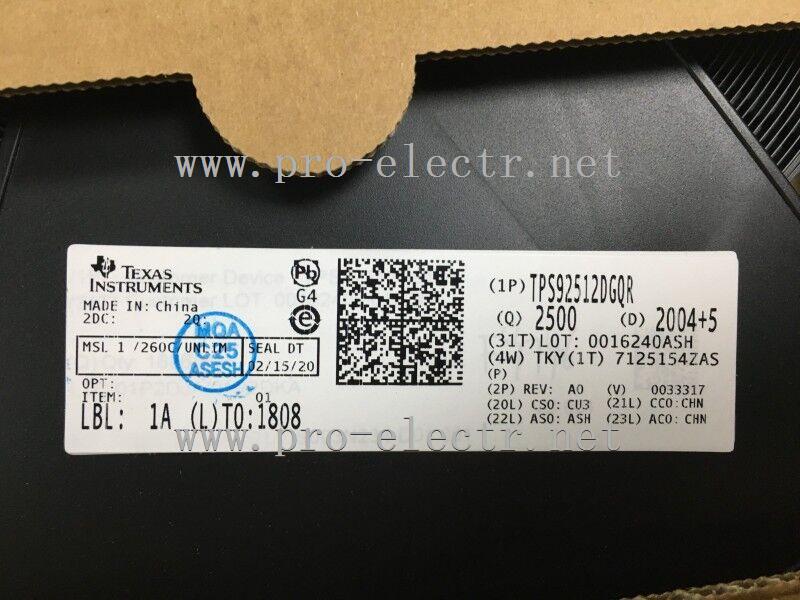 www.pro-electr.net
TEXAS
INSTRUMENTS
MADE IN: China
2DC: 2Q:
MSL 1 /260C/UNLIM SEAL DT
02/15/20
OPT:
ITEM: 01
LBL: 1A (L)TO:1808
MQA
C25
ASESH
Pb
G4
e
(1P) TPS92512DGQR
(Q) 2500 (D) 2004+5
(31T)LOT: 0016240ASH
(4W) TKY(1T) 7125154ZAS
(P)
(2P) REV: A0 (V) 0033317
(20L) CSO: CU3 (21L) CCO: CHN
(22L) ASO: ASH (23L) ACO: CHN
www.pro-electr.net